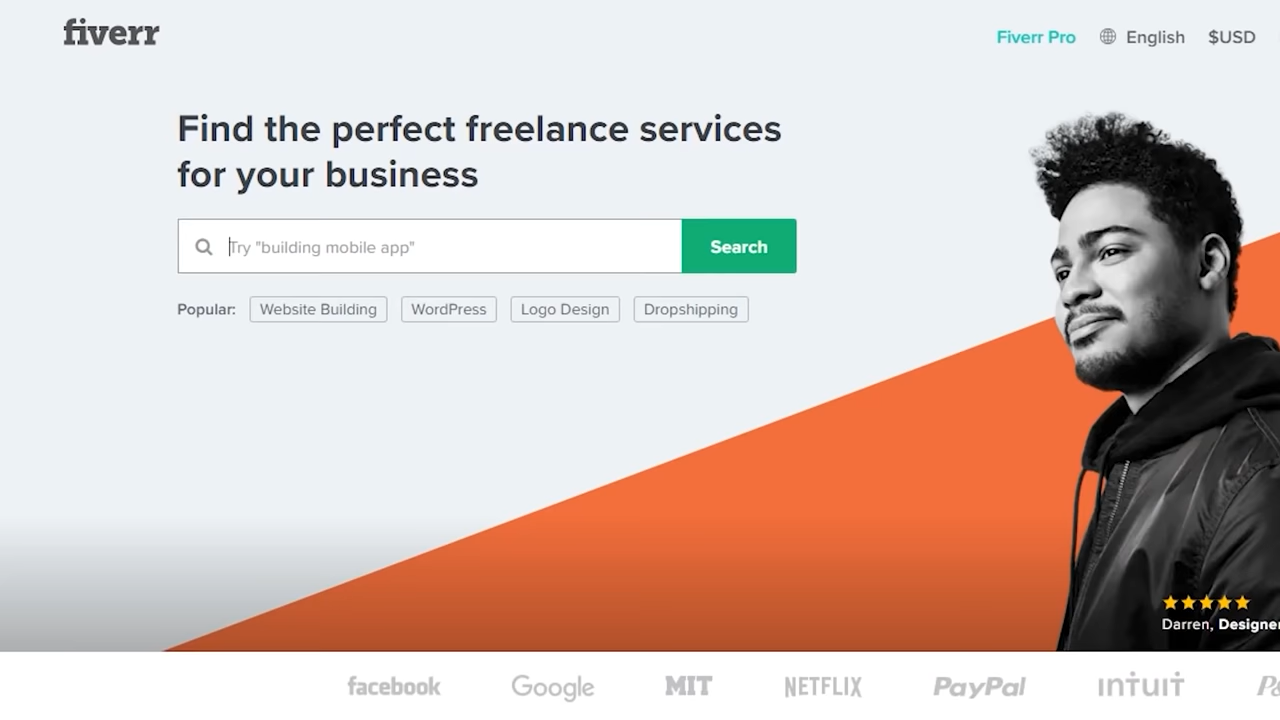 fiverr
Fiverr Pro English $USD
Find the perfect freelance services
for your business
Try "building mobile app"
Search
Popular: Website Building WordPress Logo Design Dropshipping
Darren, Designer
facebook Google MIT NETFLIX PayPal intuit P&